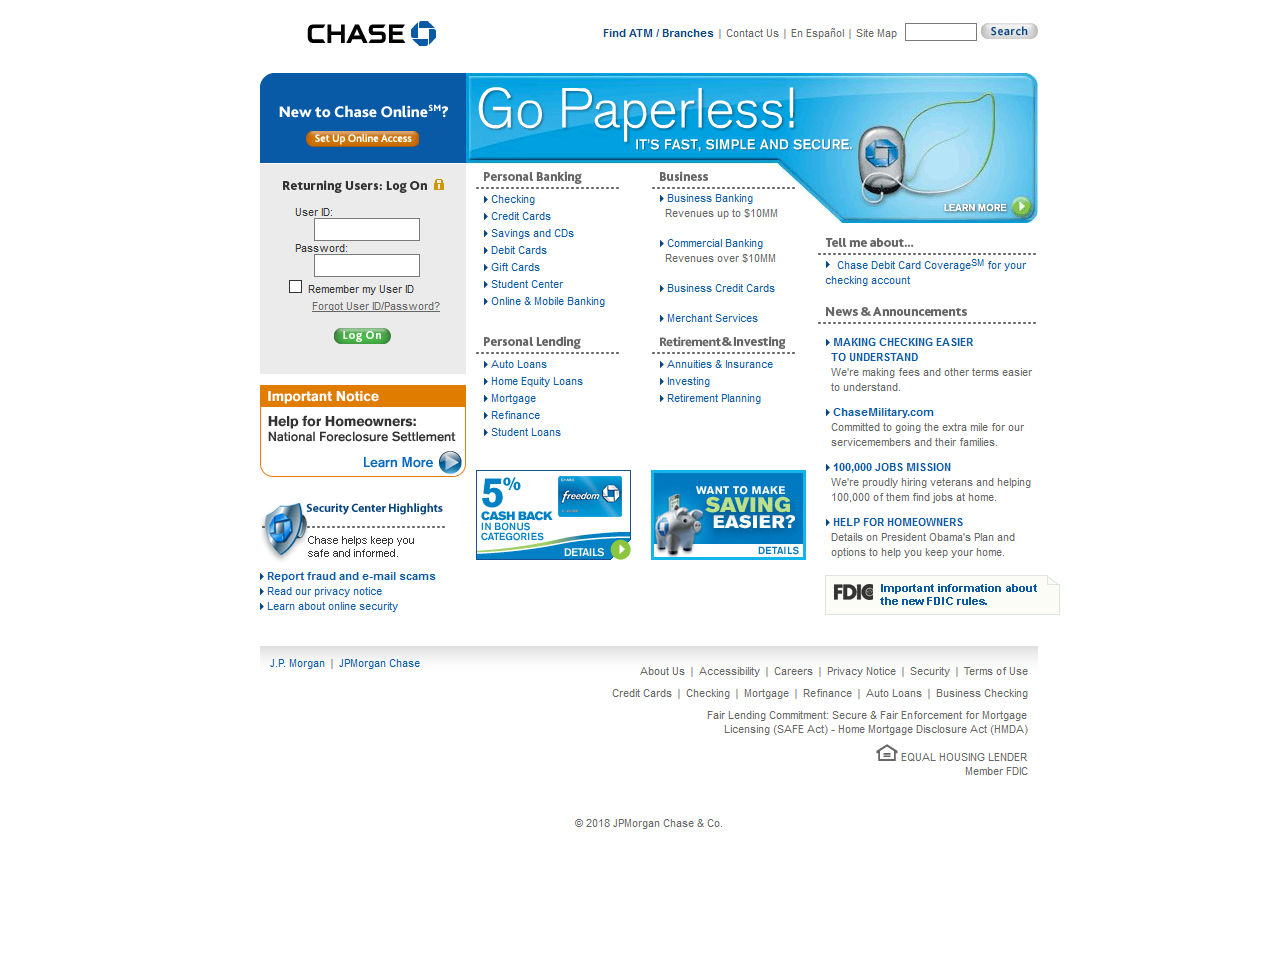 CHASE
Find ATM / Branches | Contact Us | En Español | Site Map
Search
New to Chase Online℠?
Set Up Online Access
Go Paperless!
IT'S FAST, SIMPLE AND SECURE.
LEARN MORE
Returning Users: Log On
User ID:
Password:
Remember my User ID
Forgot User ID/Password?
Log On
Important Notice
Help for Homeowners:
National Foreclosure Settlement
Learn More
Security Center Highlights
Chase helps keep you
safe and informed.
Report fraud and e-mail scams
Read our privacy notice
Learn about online security
Personal Banking
Checking
Credit Cards
Savings and CDs
Debit Cards
Gift Cards
Student Center
Online & Mobile Banking
Personal Lending
Auto Loans
Home Equity Loans
Mortgage
Refinance
Student Loans
Business
Business Banking
Revenues up to $10MM
Commercial Banking
Revenues over $10MM
Business Credit Cards
Merchant Services
Retirement & Investing
Annuities & Insurance
Investing
Retirement Planning
5%
CASH BACK
IN BONUS
CATEGORIES
DETAILS
CHASE
freedom
WANT TO MAKE
SAVING
EASIER?
DETAILS
Tell me about...
Chase Debit Card Coverage℠ for your
checking account
News & Announcements
MAKING CHECKING EASIER
TO UNDERSTAND
We're making fees and other terms easier
to understand.
ChaseMilitary.com
Committed to going the extra mile for our
servicemembers and their families.
100,000 JOBS MISSION
We're proudly hiring veterans and helping
100,000 of them find jobs at home.
HELP FOR HOMEOWNERS
Details on President Obama's Plan and
options to help you keep your home.
FDIC
Important information about
the new FDIC rules.
J.P. Morgan | JPMorgan Chase
About Us | Accessibility | Careers | Privacy Notice | Security | Terms of Use
Credit Cards | Checking | Mortgage | Refinance | Auto Loans | Business Checking
Fair Lending Commitment: Secure & Fair Enforcement for Mortgage
Licensing (SAFE Act) - Home Mortgage Disclosure Act (HMDA)
EQUAL HOUSING LENDER
Member FDIC
© 2018 JPMorgan Chase & Co.